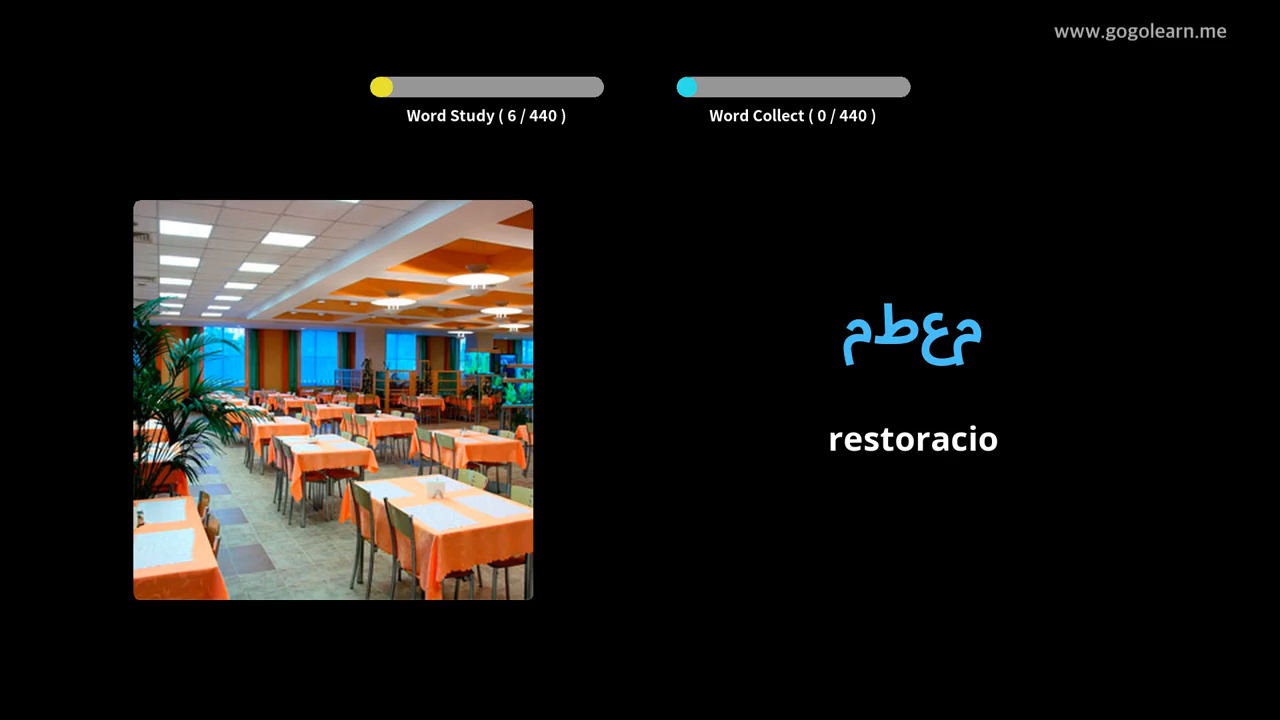 www.gogolearn.me
Word Study ( 6 / 440 )
Word Collect ( 0 / 440 )
مطعم
restoracio